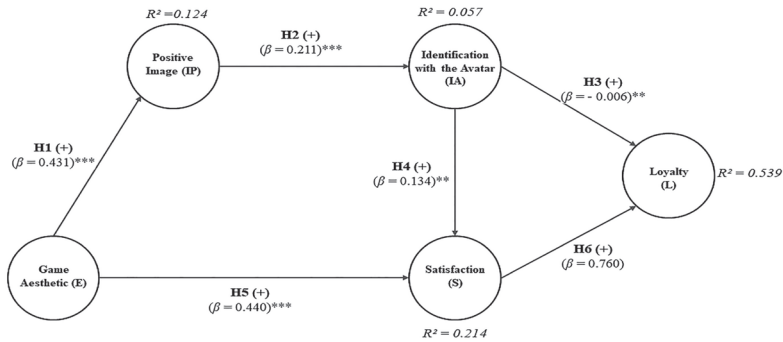 R² =0.124
R² =0.057
H2 (+)
(β = 0.211)***
Positive
Image (IP)
Identification
with the Avatar
(IA)
H3 (+)
(β = - 0.006)**
H1 (+)
(β = 0.431)***
H4 (+)
(β = 0.134)**
Loyalty
(L)
R² = 0.539
H6 (+)
(β = 0.760)
Game
Aesthetic (E)
Satisfaction
(S)
H5 (+)
(β = 0.440)***
R² = 0.214